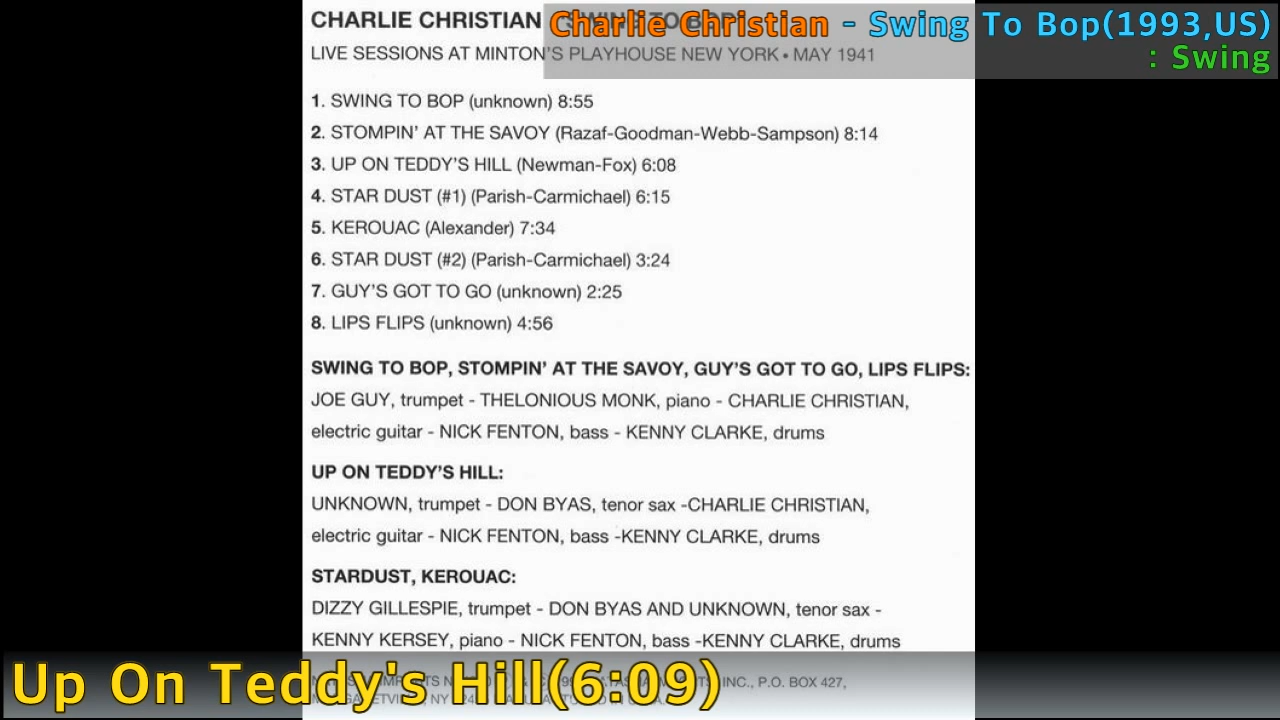 CHARLIE CHRISTIAN SWING TO BOP
Charlie Christian - Swing To Bop(1993,US)
: Swing
LIVE SESSIONS AT MINTON'S PLAYHOUSE NEW YORK • MAY 1941
1. SWING TO BOP (unknown) 8:55
2. STOMPIN' AT THE SAVOY (Razaf-Goodman-Webb-Sampson) 8:14
3. UP ON TEDDY'S HILL (Newman-Fox) 6:08
4. STAR DUST (#1) (Parish-Carmichael) 6:15
5. KEROUAC (Alexander) 7:34
6. STAR DUST (#2) (Parish-Carmichael) 3:24
7. GUY'S GOT TO GO (unknown) 2:25
8. LIPS FLIPS (unknown) 4:56
SWING TO BOP, STOMPIN' AT THE SAVOY, GUY'S GOT TO GO, LIPS FLIPS:
JOE GUY, trumpet - THELONIOUS MONK, piano - CHARLIE CHRISTIAN,
electric guitar - NICK FENTON, bass - KENNY CLARKE, drums
UP ON TEDDY'S HILL:
UNKNOWN, trumpet - DON BYAS, tenor sax -CHARLIE CHRISTIAN,
electric guitar - NICK FENTON, bass -KENNY CLARKE, drums
STARDUST, KEROUAC:
DIZZY GILLESPIE, trumpet - DON BYAS AND UNKNOWN, tenor sax -
KENNY KERSEY, piano - NICK FENTON, bass -KENNY CLARKE, drums
INC., P.O. BOX 427,
NY
Up On Teddy's Hill(6:09)